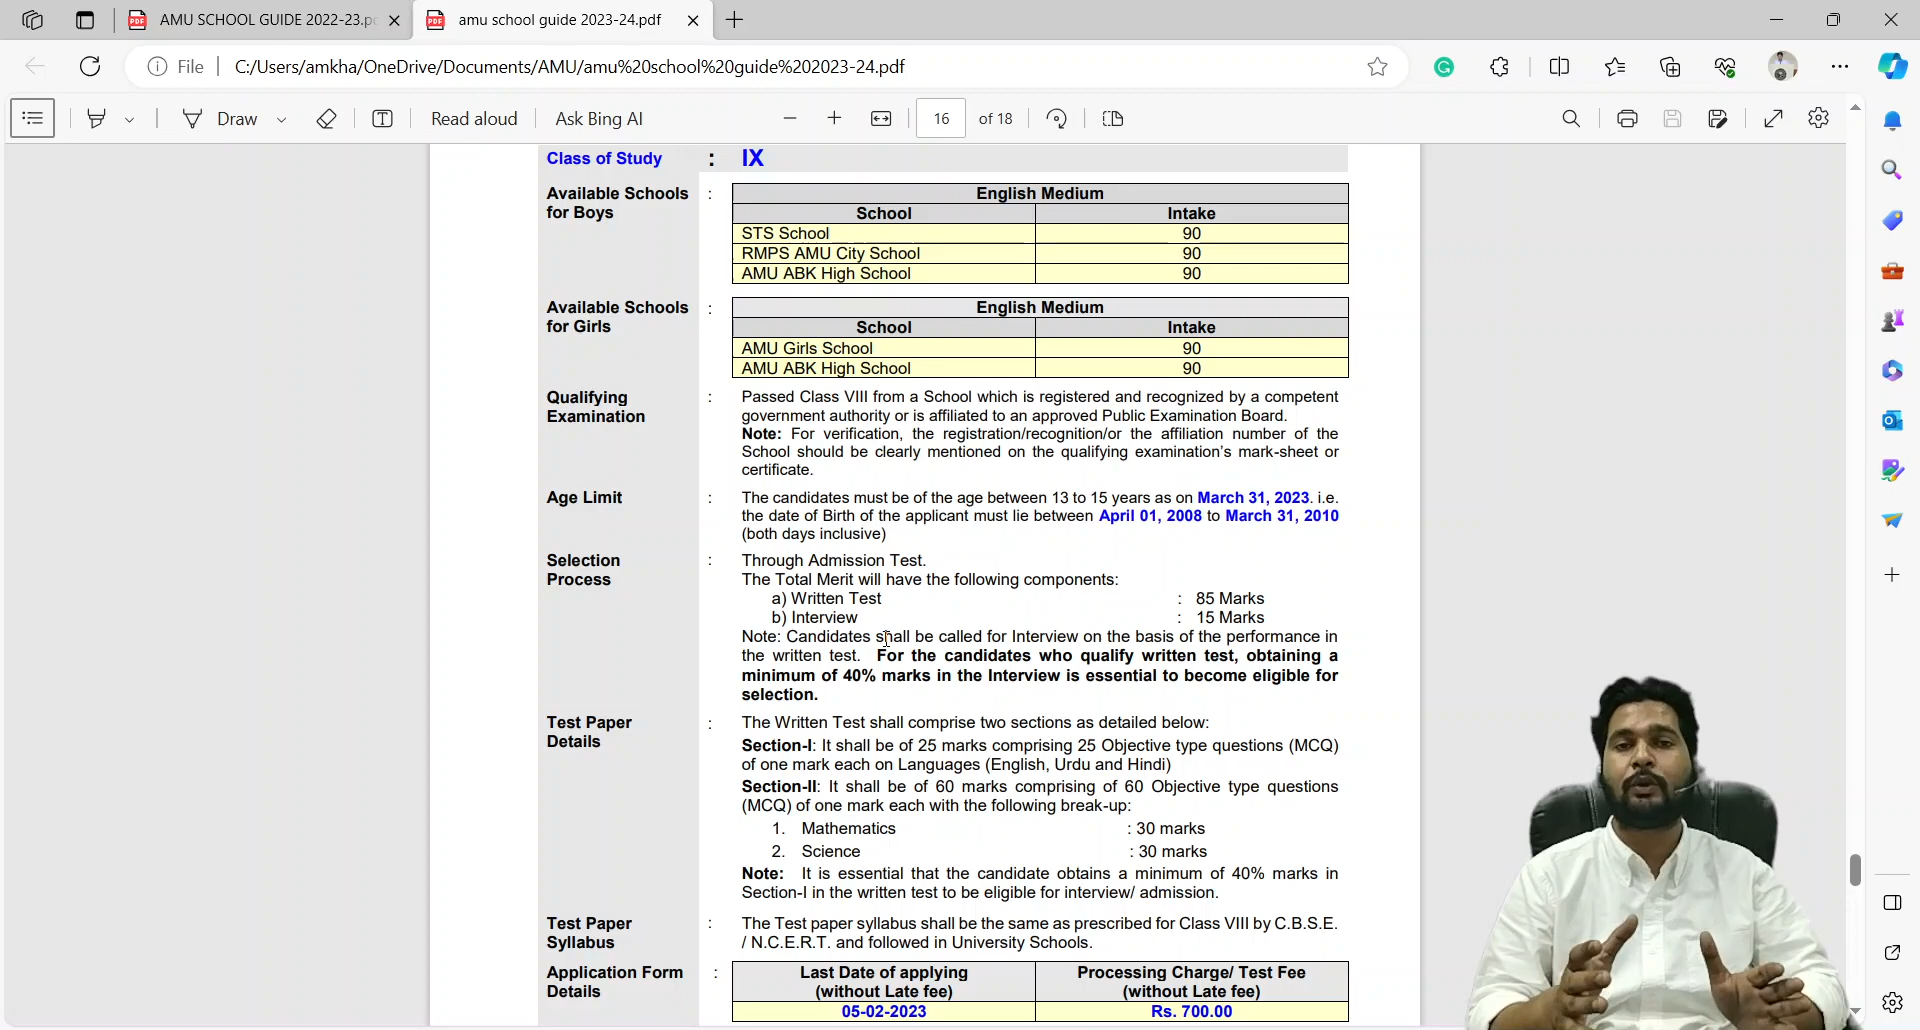 AMU SCHOOL GUIDE 2022-23.p
amu school guide 2023-24.pdf
File
C:/Users/amkha/OneDrive/Documents/AMU/amu%20school%20guide%202023-24.pdf
Draw
Read aloud
Ask Bing AI
16 of 18
Class of Study : IX
Available Schools for Boys :
English Medium
School Intake
STS School 90
RMPS AMU City School 90
AMU ABK High School 90
Available Schools for Girls :
English Medium
School Intake
AMU Girls School 90
AMU ABK High School 90
Qualifying Examination :
Passed Class VIII from a School which is registered and recognized by a competent
government authority or is affiliated to an approved Public Examination Board.
Note: For verification, the registration/recognition/or the affiliation number of the
School should be clearly mentioned on the qualifying examination's mark-sheet or
certificate.
Age Limit :
The candidates must be of the age between 13 to 15 years as on March 31, 2023. i.e.
the date of Birth of the applicant must lie between April 01, 2008 to March 31, 2010
(both days inclusive)
Selection Process :
Through Admission Test.
The Total Merit will have the following components:
a) Written Test : 85 Marks
b) Interview : 15 Marks
Note: Candidates shall be called for Interview on the basis of the performance in
the written test. For the candidates who qualify written test, obtaining a
minimum of 40% marks in the Interview is essential to become eligible for
selection.
Test Paper Details :
The Written Test shall comprise two sections as detailed below:
Section-I: It shall be of 25 marks comprising 25 Objective type questions (MCQ)
of one mark each on Languages (English, Urdu and Hindi)
Section-II: It shall be of 60 marks comprising of 60 Objective type questions
(MCQ) of one mark each with the following break-up:
1. Mathematics : 30 marks
2. Science : 30 marks
Note: It is essential that the candidate obtains a minimum of 40% marks in
Section-I in the written test to be eligible for interview/ admission.
Test Paper Syllabus :
The Test paper syllabus shall be the same as prescribed for Class VIII by C.B.S.E.
/ N.C.E.R.T. and followed in University Schools.
Application Form Details :
Last Date of applying Processing Charge/ Test Fee
(without Late fee) (without Late fee)
05-02-2023 Rs. 700.00